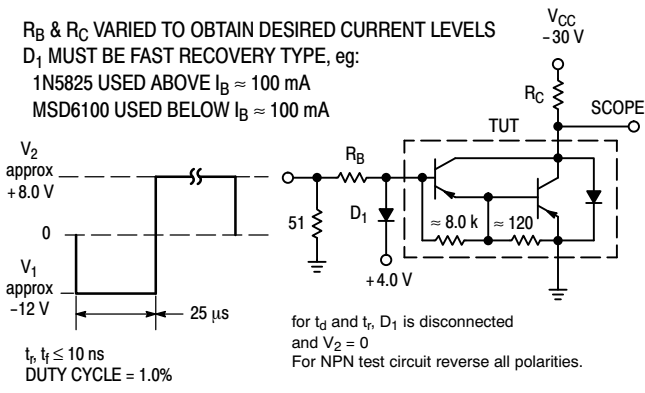 R_B & R_C VARIED TO OBTAIN DESIRED CURRENT LEVELS
D_1 MUST BE FAST RECOVERY TYPE, eg:
1N5825 USED ABOVE I_B ≈ 100 mA
MSD6100 USED BELOW I_B ≈ 100 mA
V_CC
-30 V
R_C
SCOPE
TUT
V_2
approx
+8.0 V
0
V_1
approx
-12 V
25 µs
t_r, t_f ≤ 10 ns
DUTY CYCLE = 1.0%
R_B
51
D_1
+4.0 V
≈ 8.0 k
≈ 120
for t_d and t_r, D_1 is disconnected
and V_2 = 0
For NPN test circuit reverse all polarities.